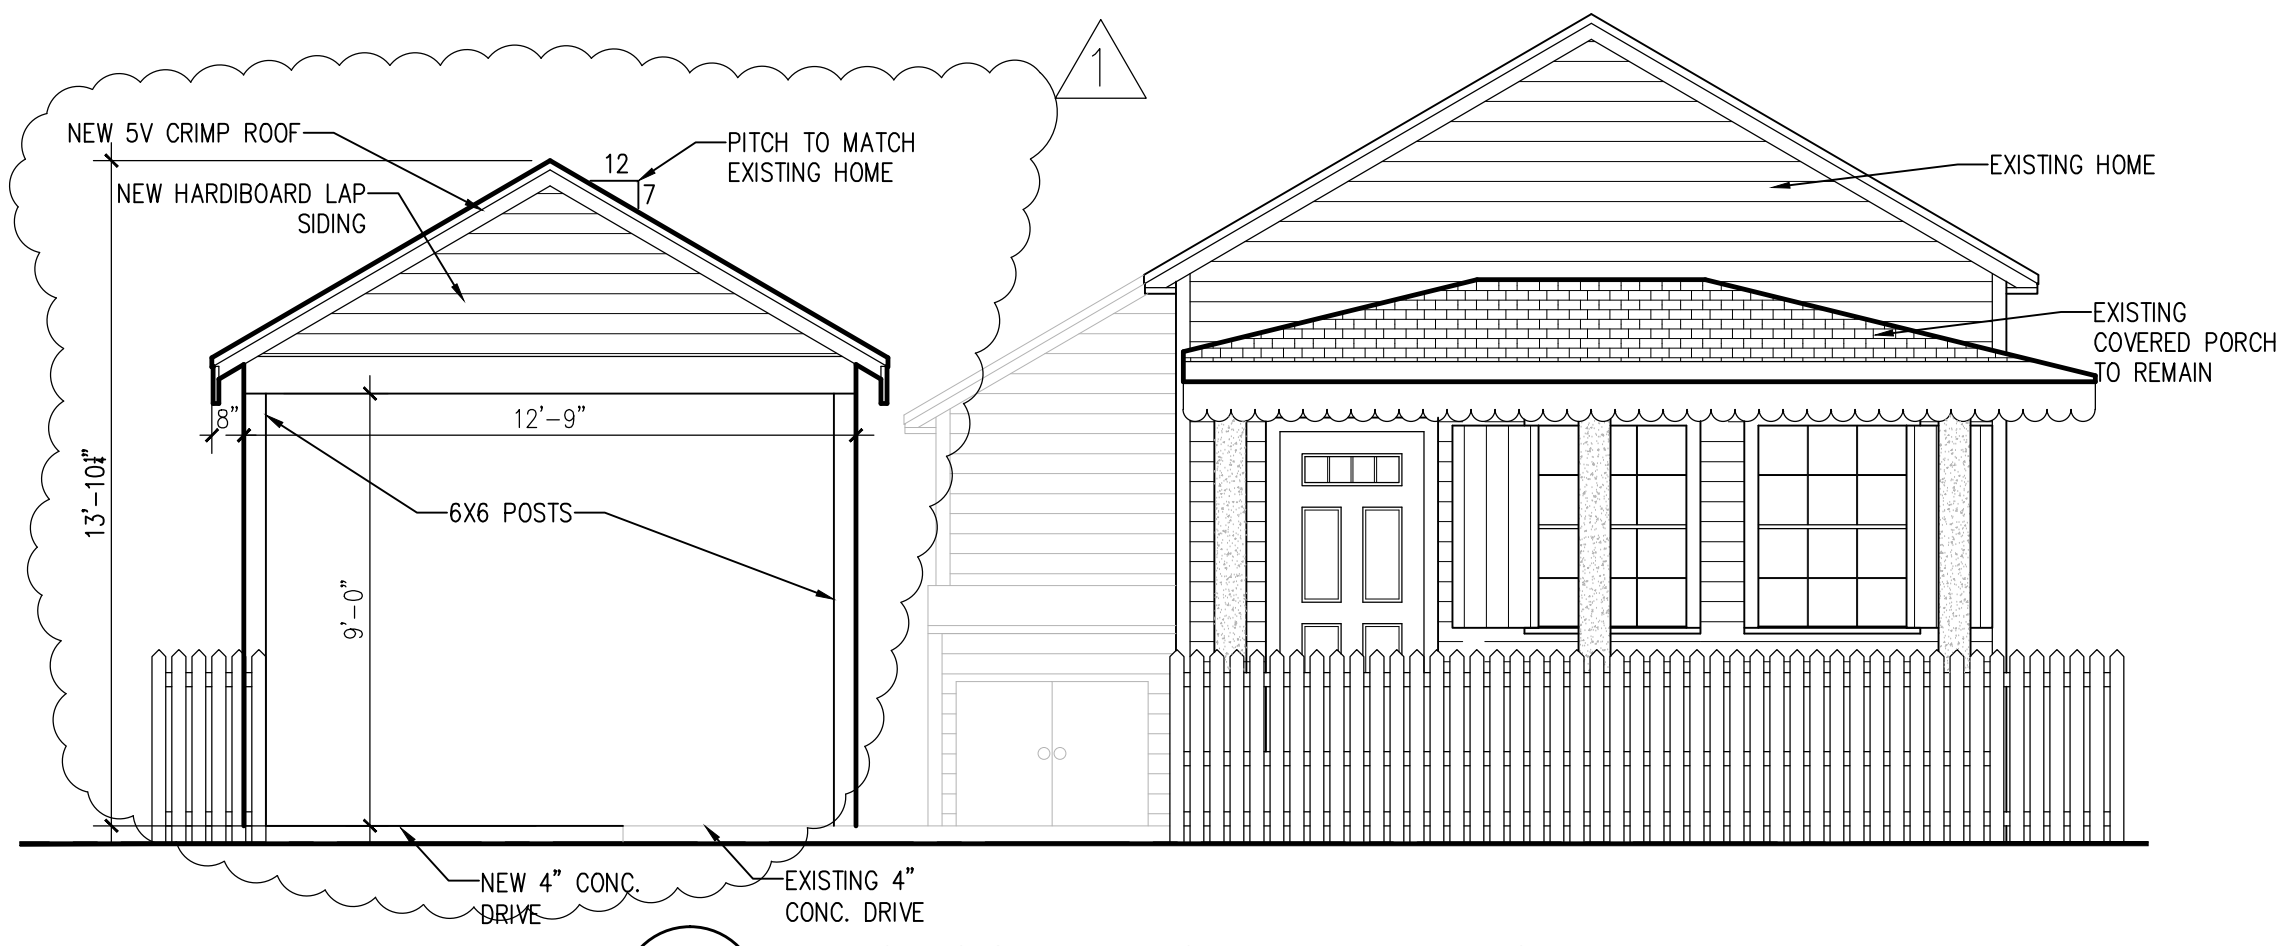 1
NEW 5V CRIMP ROOF
12
7
PITCH TO MATCH
EXISTING HOME
NEW HARDIBOARD LAP
SIDING
EXISTING HOME
EXISTING
COVERED PORCH
TO REMAIN
8"
12'-9"
13'-10¼"
6X6 POSTS
9'-0"
NEW 4" CONC.
DRIVE
EXISTING 4"
CONC. DRIVE